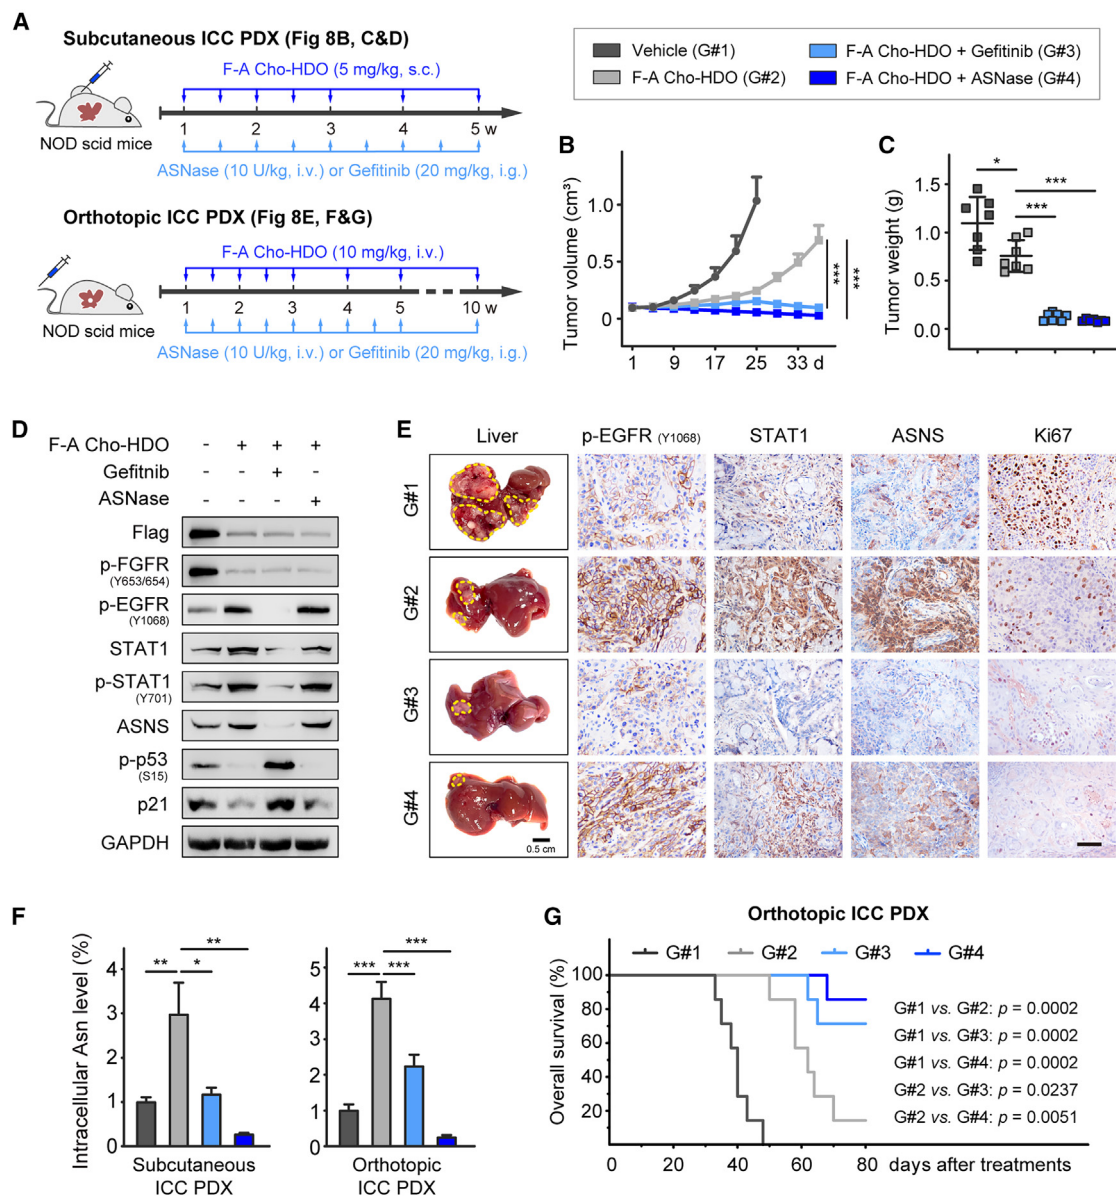 A
Subcutaneous ICC PDX (Fig 8B, C&D)
F-A Cho-HDO (5 mg/kg, s.c.)
NOD scid mice
1 2 3 4 5 w
ASNase (10 U/kg, i.v.) or Gefitinib (20 mg/kg, i.g.)
Orthotopic ICC PDX (Fig 8E, F&G)
F-A Cho-HDO (10 mg/kg, i.v.)
NOD scid mice
1 2 3 4 5 10 w
ASNase (10 U/kg, i.v.) or Gefitinib (20 mg/kg, i.g.)
Vehicle (G#1)
F-A Cho-HDO (G#2)
F-A Cho-HDO + Gefitinib (G#3)
F-A Cho-HDO + ASNase (G#4)
B
Tumor volume (cm³)
1.0
0.5
0
1 9 17 25 33 d
***
***
C
Tumor weight (g)
1.5
1.0
0.5
0.0
*
***
***
D
F-A Cho-HDO - + + +
Gefitnib - - + -
ASNase - - - +
Flag
p-FGFR
(Y653/654)
p-EGFR
(Y1068)
STAT1
p-STAT1
(Y701)
ASNS
p-p53
(S15)
p21
GAPDH
E
Liver p-EGFR (Y1068) STAT1 ASNS Ki67
G#1
G#2
G#3
G#4
0.5 cm
F
Intracellular Asn level (%)
4
3
2
1
0
**
** *
Subcutaneous
ICC PDX
5
4
3
2
1
0
***
*** ***
Orthotopic
ICC PDX
G
Orthotopic ICC PDX
G#1 G#2 G#3 G#4
Overall survival (%)
100
80
60
40
20
0 20 40 60 80 days after treatments
G#1 vs. G#2: p = 0.0002
G#1 vs. G#3: p = 0.0002
G#1 vs. G#4: p = 0.0002
G#2 vs. G#3: p = 0.0237
G#2 vs. G#4: p = 0.0051